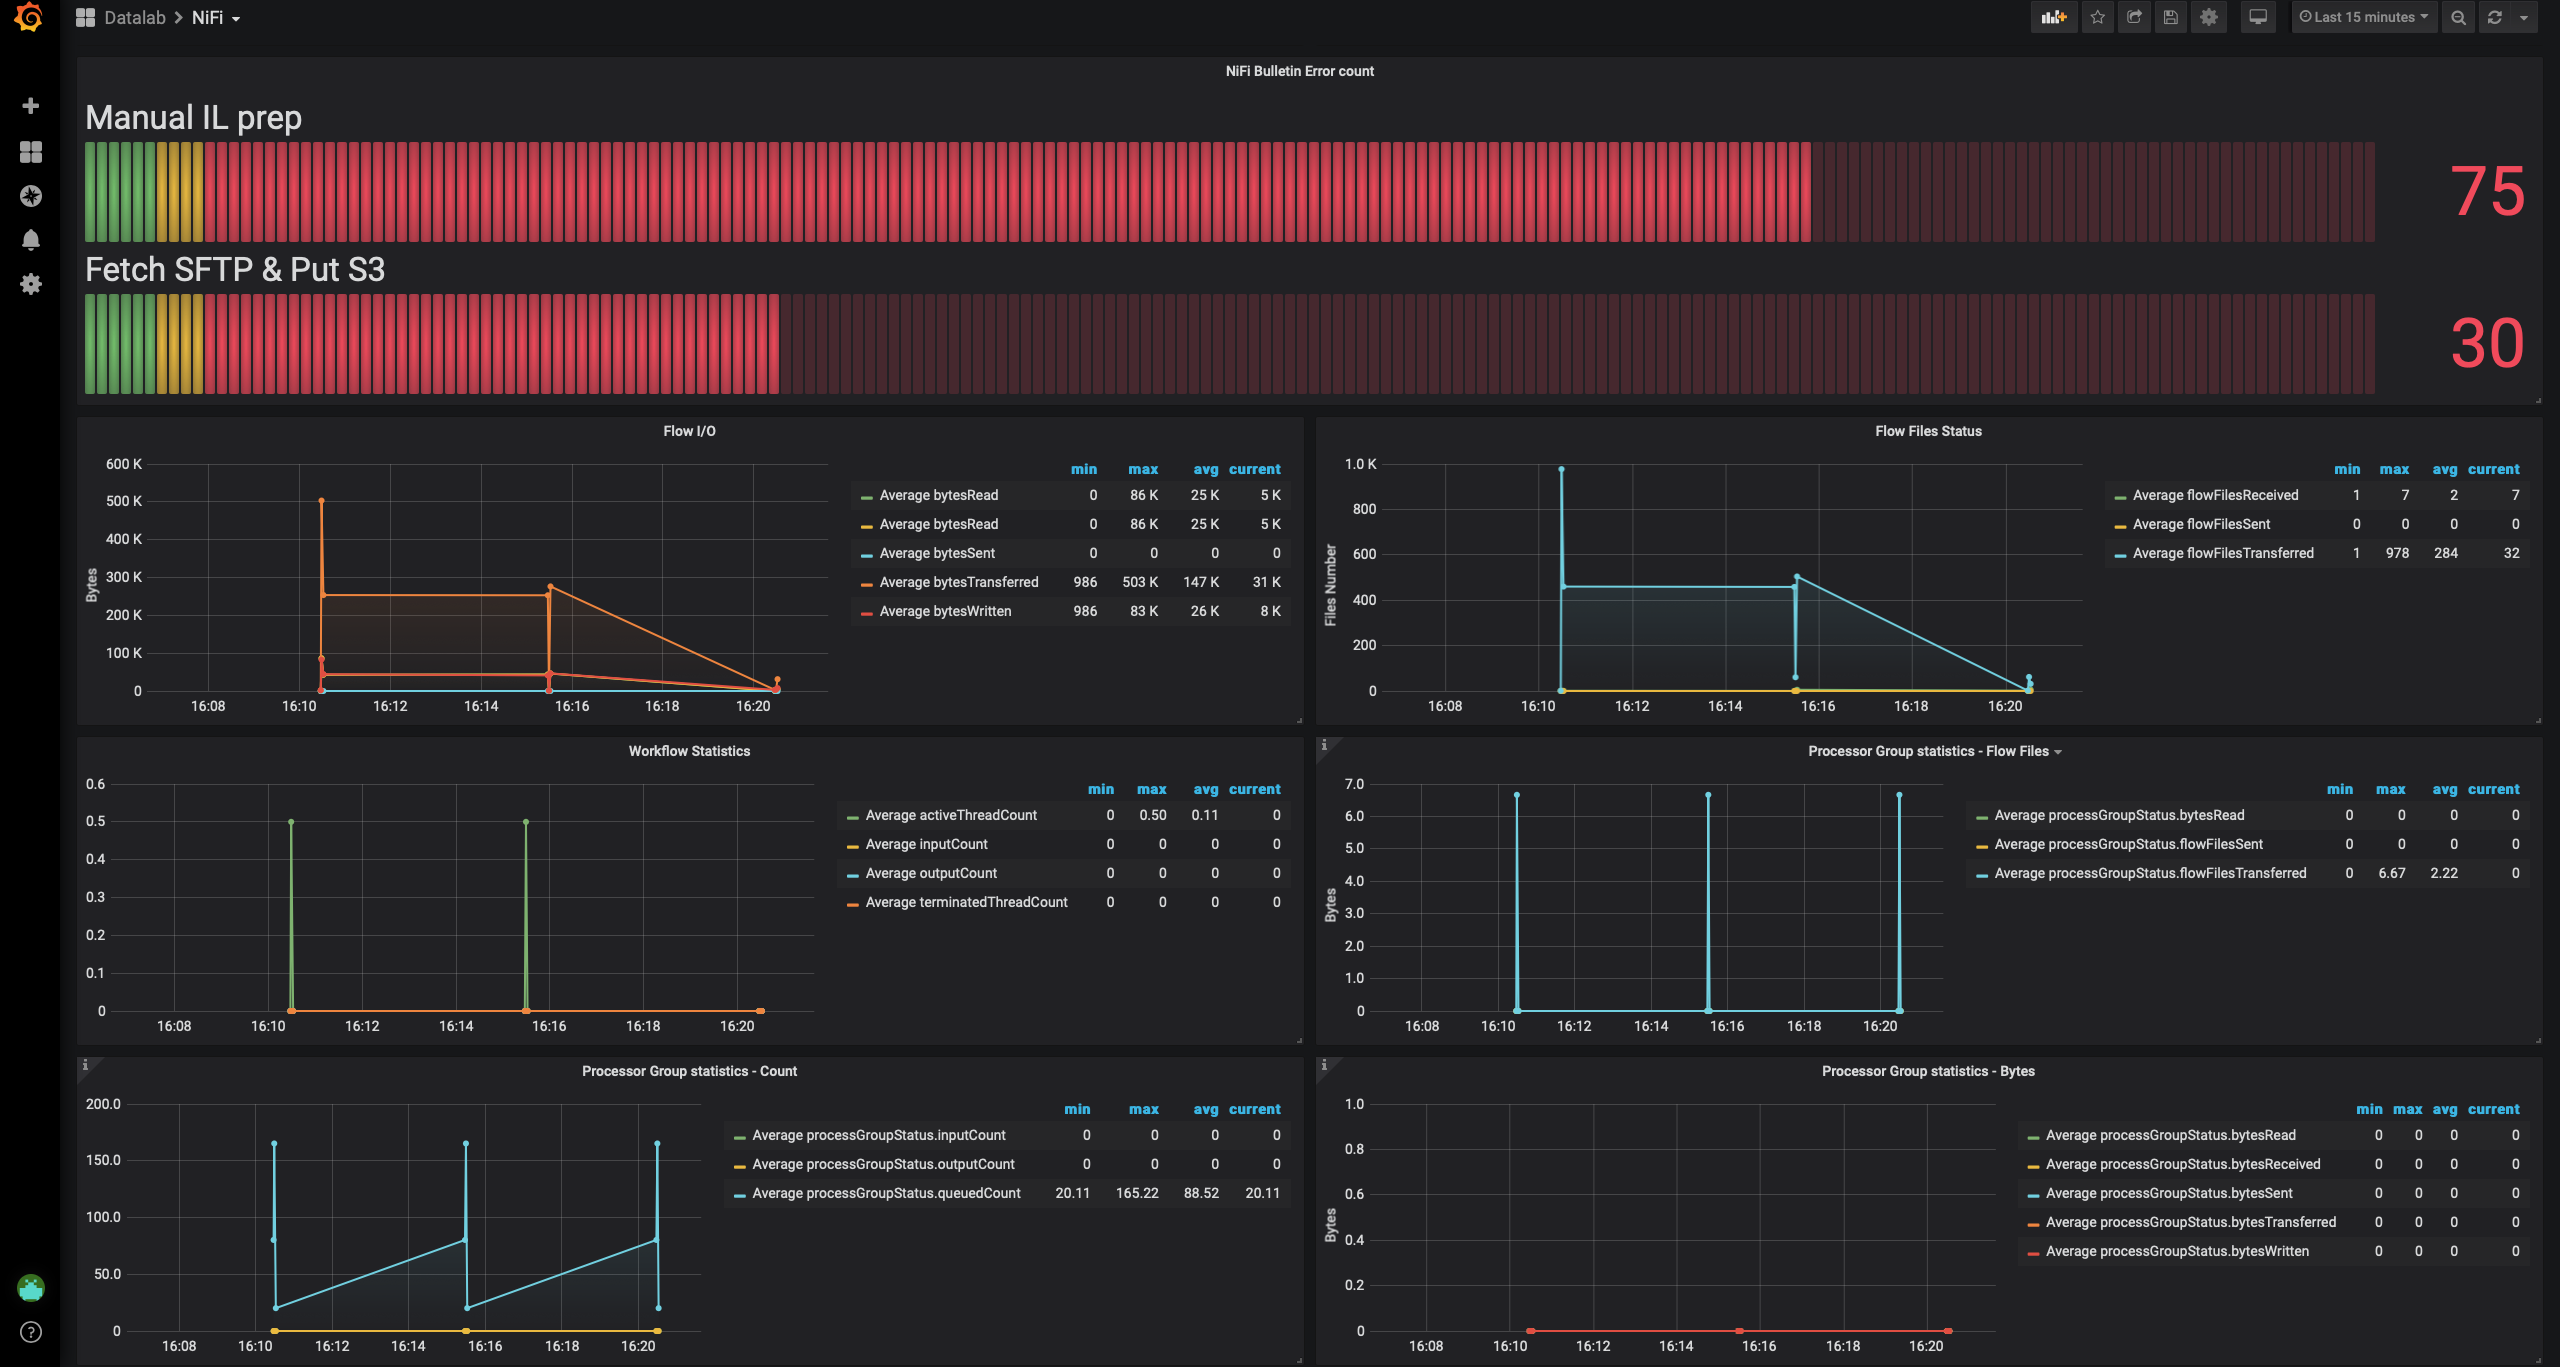 Datalab > NiFi
Last 15 minutes
NiFi Bulletin Error count
Manual IL prep
75
Fetch SFTP & Put S3
30
Flow I/O
Bytes
600 K
500 K
400 K
300 K
200 K
100 K
0
16:08 16:10 16:12 16:14 16:16 16:18 16:20
min max avg current
Average bytesRead 0 86 K 25 K 5 K
Average bytesRead 0 86 K 25 K 5 K
Average bytesSent 0 0 0 0
Average bytesTransferred 986 503 K 147 K 31 K
Average bytesWritten 986 83 K 26 K 8 K
Flow Files Status
Files Number
1.0 K
800
600
400
200
0
16:08 16:10 16:12 16:14 16:16 16:18 16:20
min max avg current
Average flowFilesReceived 1 7 2 7
Average flowFilesSent 0 0 0 0
Average flowFilesTransferred 1 978 284 32
Workflow Statistics
0.6
0.5
0.4
0.3
0.2
0.1
0
16:08 16:10 16:12 16:14 16:16 16:18 16:20
min max avg current
Average activeThreadCount 0 0.50 0.11 0
Average inputCount 0 0 0 0
Average outputCount 0 0 0 0
Average terminatedThreadCount 0 0 0 0
i
Processor Group statistics - Flow Files
Bytes
7.0
6.0
5.0
4.0
3.0
2.0
1.0
0
16:08 16:10 16:12 16:14 16:16 16:18 16:20
min max avg current
Average processGroupStatus.bytesRead 0 0 0 0
Average processGroupStatus.flowFilesSent 0 0 0 0
Average processGroupStatus.flowFilesTransferred 0 6.67 2.22 0
i
Processor Group statistics - Count
200.0
150.0
100.0
50.0
0
16:08 16:10 16:12 16:14 16:16 16:18 16:20
min max avg current
Average processGroupStatus.inputCount 0 0 0 0
Average processGroupStatus.outputCount 0 0 0 0
Average processGroupStatus.queuedCount 20.11 165.22 88.52 20.11
i
Processor Group statistics - Bytes
Bytes
1.0
0.8
0.6
0.4
0.2
0
16:08 16:10 16:12 16:14 16:16 16:18 16:20
min max avg current
Average processGroupStatus.bytesRead 0 0 0 0
Average processGroupStatus.bytesReceived 0 0 0 0
Average processGroupStatus.bytesSent 0 0 0 0
Average processGroupStatus.bytesTransferred 0 0 0 0
Average processGroupStatus.bytesWritten 0 0 0 0